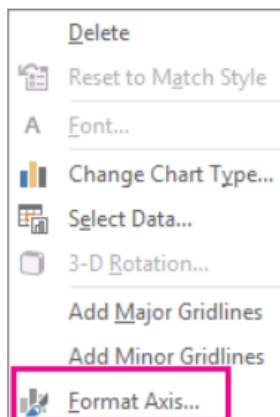 Delete
Reset to Match Style
A Font...
Change Chart Type...
Select Data...
3-D Rotation...
Add Major Gridlines
Add Minor Gridlines
Format Axis...